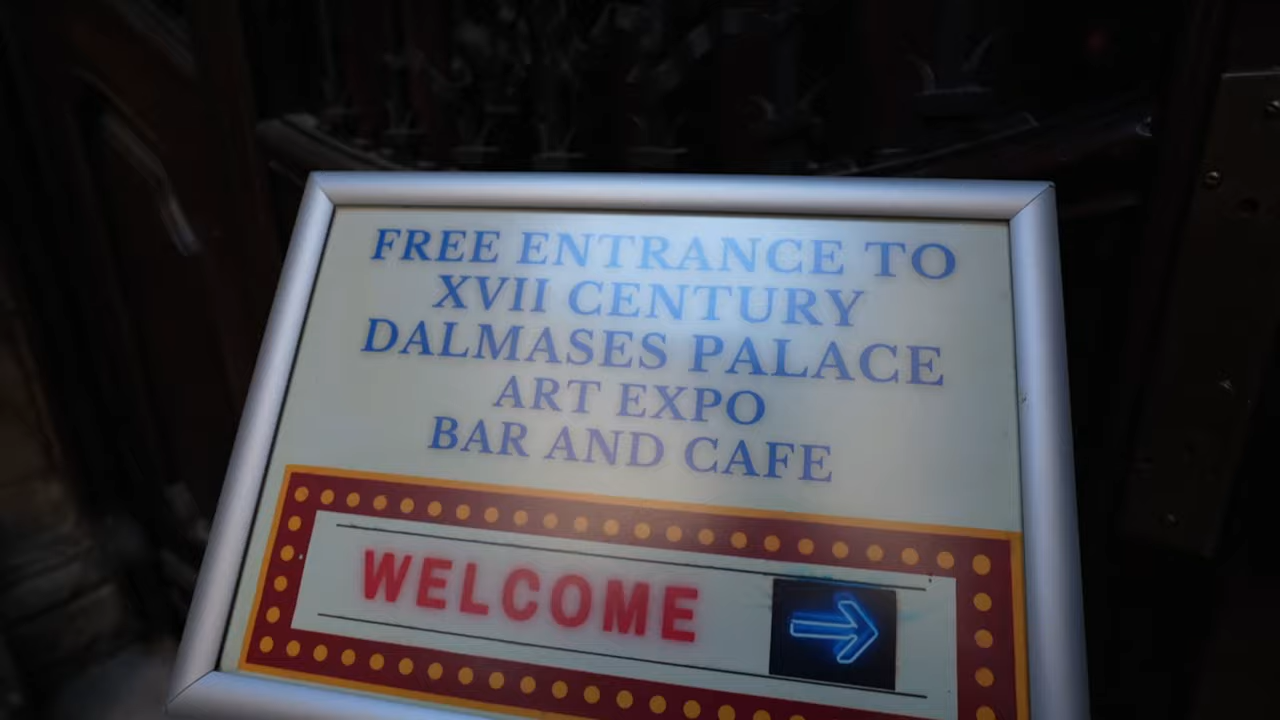 FREE ENTRANCE TO
XVII CENTURY
DALMASES PALACE
ART EXPO
BAR AND CAFE
WELCOME